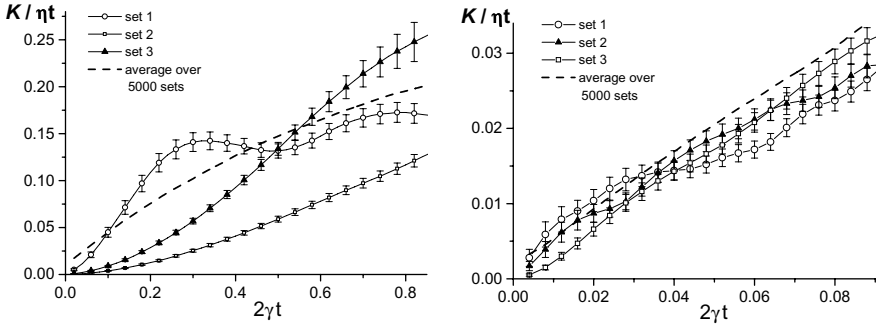 K / ηt
set 1
set 2
set 3
average over
5000 sets
0.25
0.20
0.15
0.10
0.05
0.00
0.0 0.2 0.4 0.6 0.8
2γt
K / ηt
set 1
set 2
set 3
average over
5000 sets
0.03
0.02
0.01
0.00
0.00 0.02 0.04 0.06 0.08
2γt